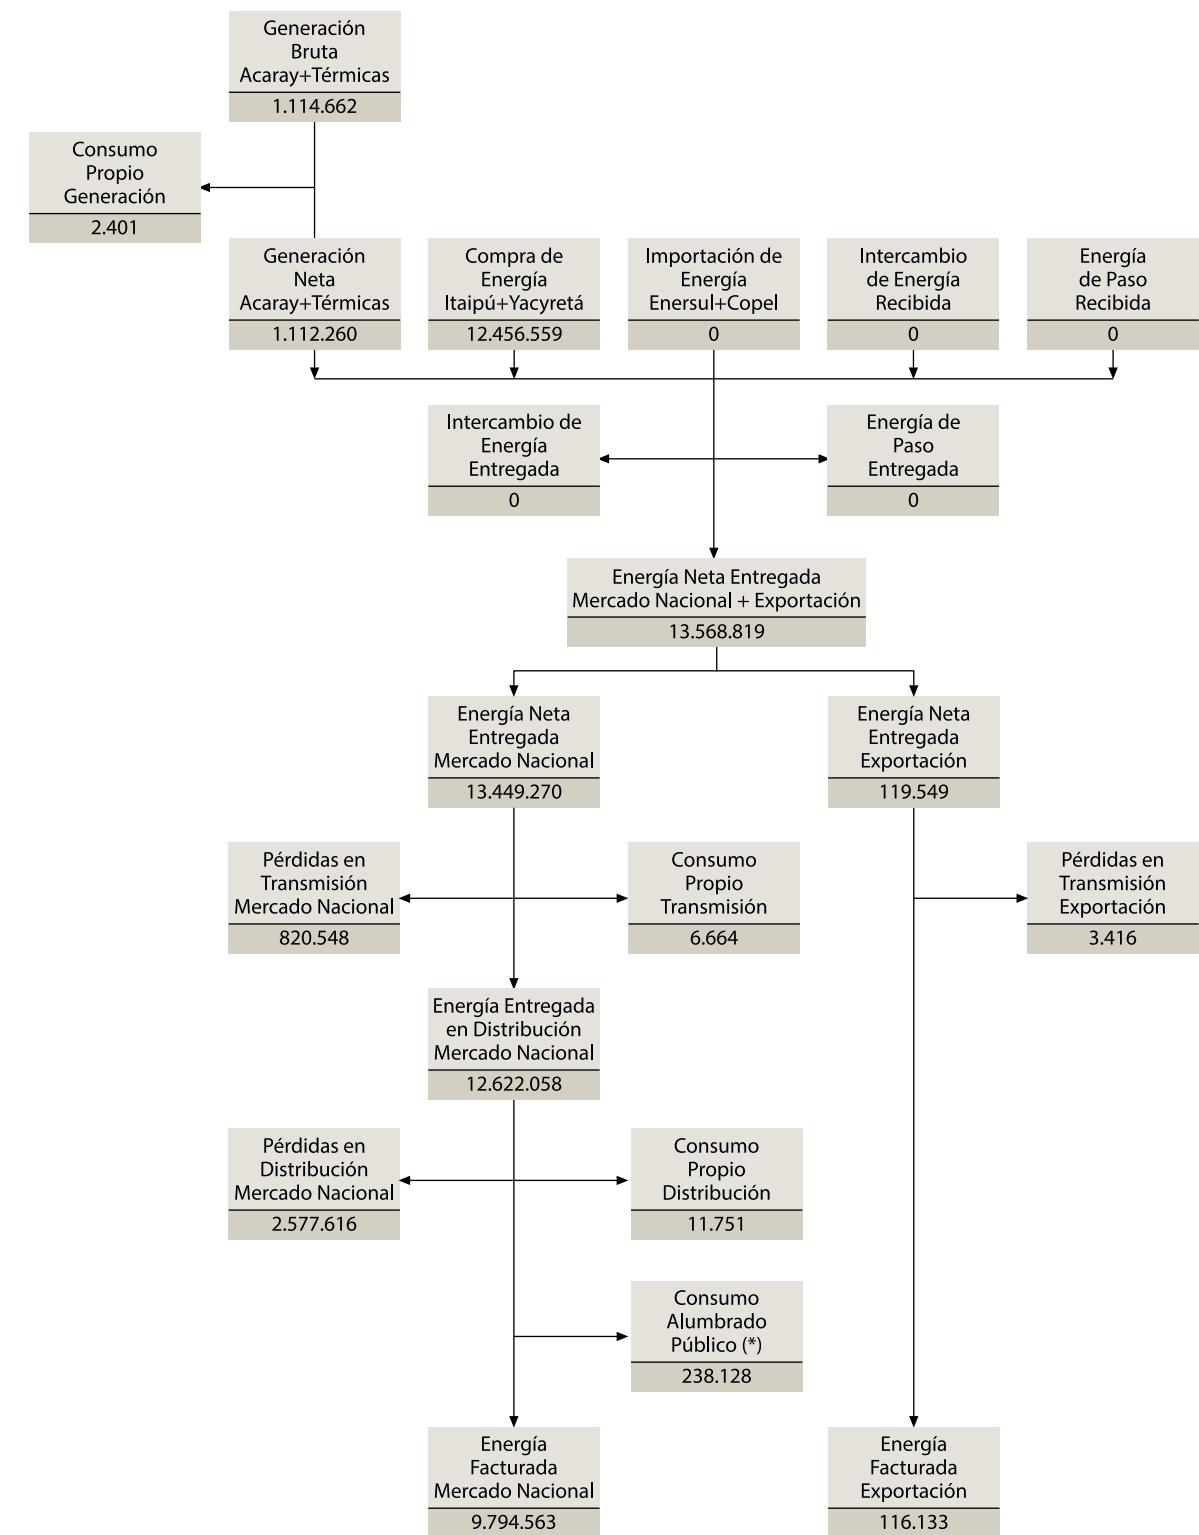 Generación
Bruta
Acaray+Térmicas
1.114.662
Consumo
Propio
Generación
2.401
Generación
Neta
Acaray+Térmicas
1.112.260
Compra de
Energía
Itaipú+Yacyretá
12.456.559
Importación de
Energía
Enersul+Copel
0
Intercambio
de Energía
Recibida
0
Energía
de Paso
Recibida
0
Intercambio de
Energía
Entregada
0
Energía de
Paso
Entregada
0
Energía Neta Entregada
Mercado Nacional + Exportación
13.568.819
Energía Neta
Entregada
Mercado Nacional
13.449.270
Energía Neta
Entregada
Exportación
119.549
Pérdidas en
Transmisión
Mercado Nacional
820.548
Consumo
Propio
Transmisión
6.664
Pérdidas en
Transmisión
Exportación
3.416
Energía Entregada
en Distribución
Mercado Nacional
12.622.058
Pérdidas en
Distribución
Mercado Nacional
2.577.616
Consumo
Propio
Distribución
11.751
Consumo
Alumbrado
Público (*)
238.128
Energía
Facturada
Mercado Nacional
9.794.563
Energía
Facturada
Exportación
116.133